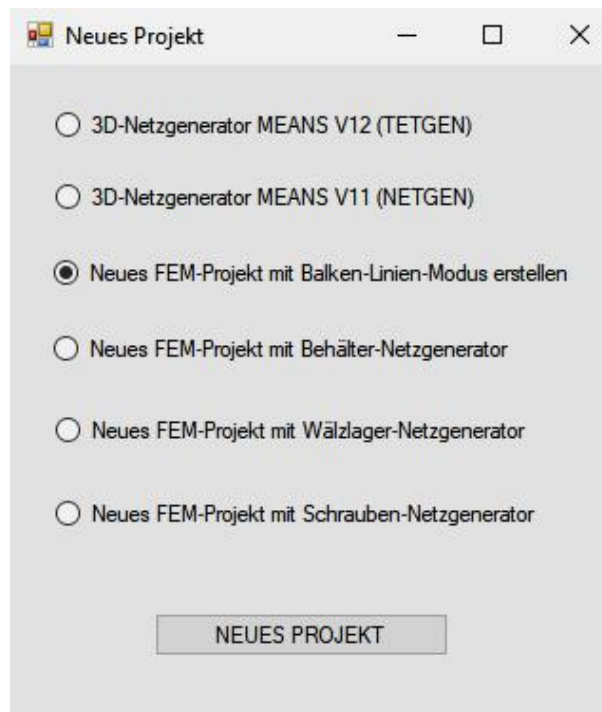 Neues Projekt
3D-Netzgenerator MEANS V12 (TETGEN)
3D-Netzgenerator MEANS V11 (NETGEN)
Neues FEM-Projekt mit Balken-Linien-Modus erstellen
Neues FEM-Projekt mit Behälter-Netzgenerator
Neues FEM-Projekt mit Wälzlager-Netzgenerator
Neues FEM-Projekt mit Schrauben-Netzgenerator
NEUES PROJEKT